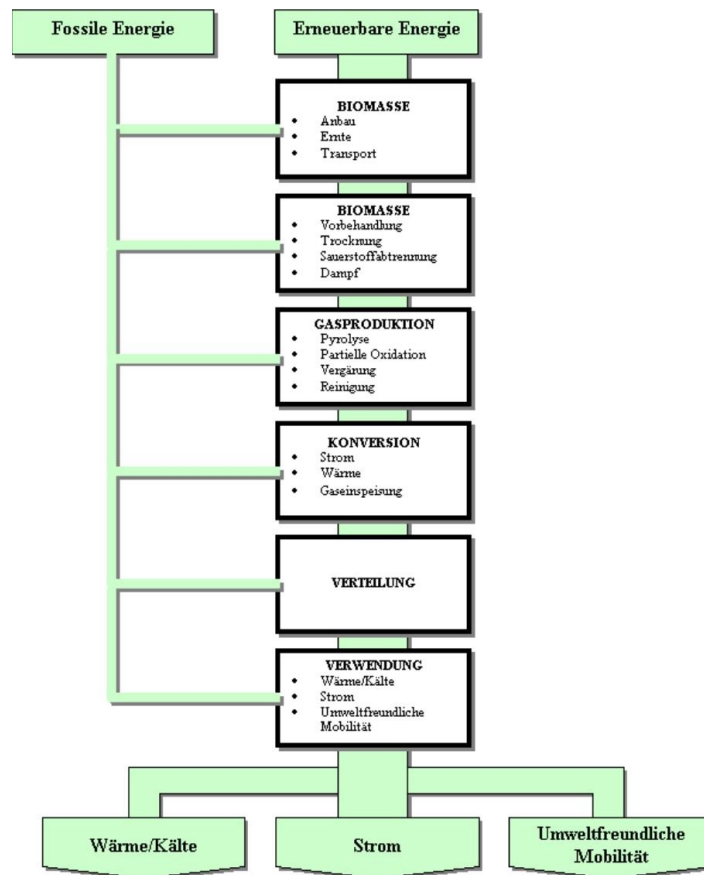 Fossile Energie
Erneuerbare Energie
BIOMASSE
• Anbau
• Ernte
• Transport
BIOMASSE
• Vorbehandlung
• Trocknung
• Sauerstoffabtrennung
• Dampf
GASPRODUKTION
• Pyrolyse
• Partielle Oxidation
• Vergärung
• Reinigung
KONVERSION
• Strom
• Wärme
• Gaseinspeisung
VERTEILUNG
VERWENDUNG
• Wärme/Kälte
• Strom
• Umweltfreundliche
Mobilität
Wärme/Kälte
Strom
Umweltfreundliche
Mobilität